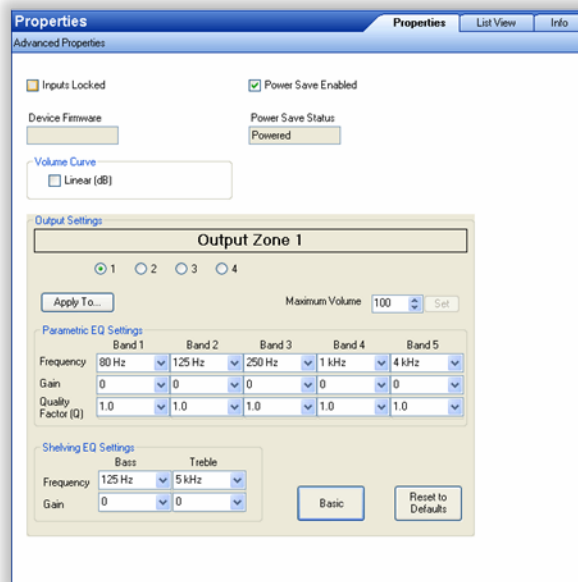 Properties
Properties List View Info
Advanced Properties
Inputs Locked
Power Save Enabled
Device Firmware
Power Save Status
Powered
Volume Curve
Linear (dB)
Output Settings
Output Zone 1
1 2 3 4
Apply To...
Maximum Volume 100 Set
Parametric EQ Settings
Band 1 Band 2 Band 3 Band 4 Band 5
Frequency 80 Hz 125 Hz 250 Hz 1 kHz 4 kHz
Gain 0 0 0 0 0
Quality
Factor (Q) 1.0 1.0 1.0 1.0 1.0
Shelving EQ Settings
Bass Treble
Frequency 125 Hz 5 kHz
Gain 0 0
Basic
Reset to
Defaults